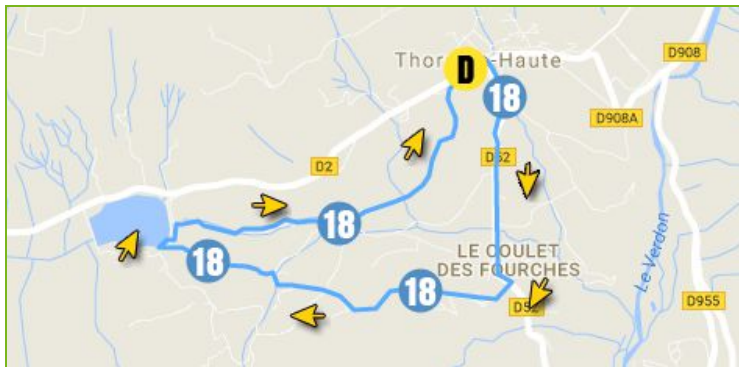 D908
Thor
-Haute
D
18
D908A
D52
D2
18
LE COULET
DES FOURCHES
18
18
Le Verdon
D955
D52